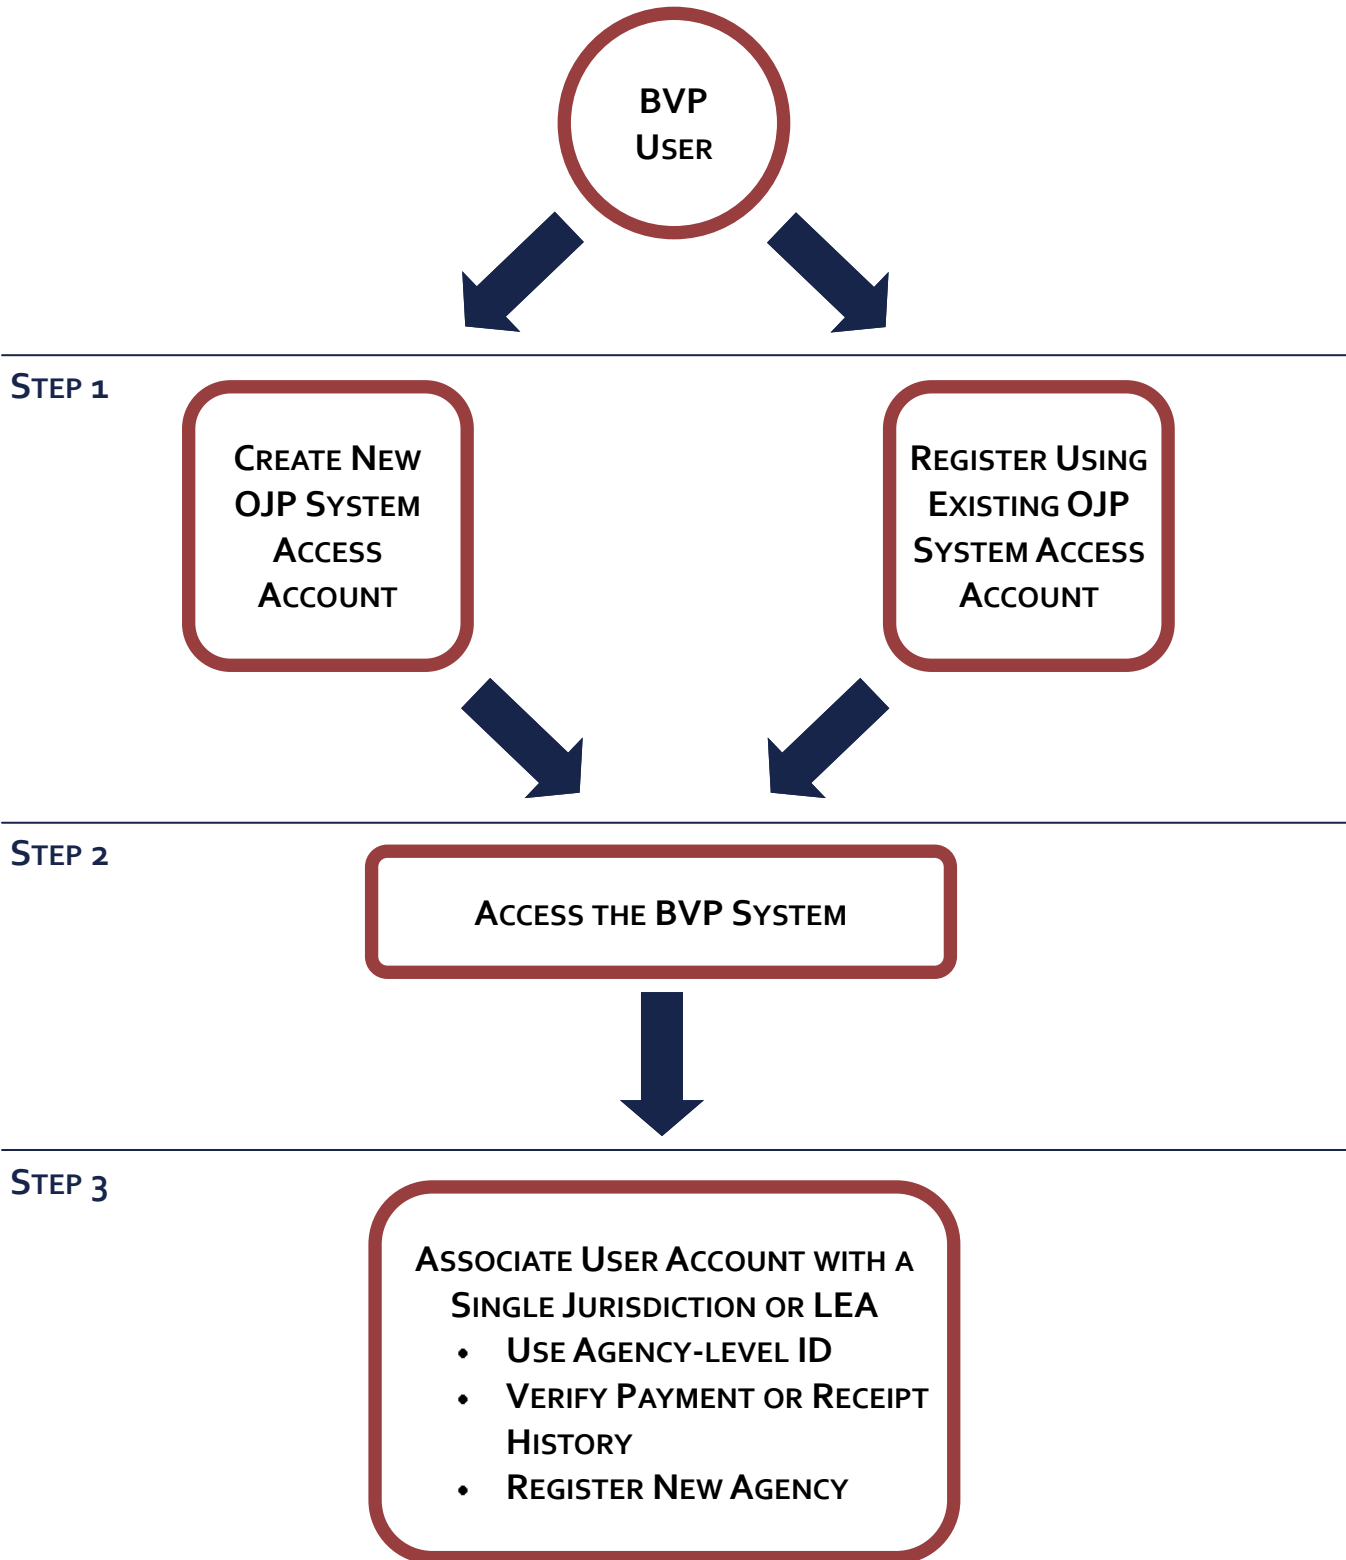 BVP
User
Step 1
Create New
OJP System
Access
Account
Register Using
Existing OJP
System Access
Account
Step 2
Access the BVP System
Step 3
Associate User Account with a
Single Jurisdiction or LEA
• Use Agency-level ID
• Verify Payment or Receipt
History
• Register New Agency